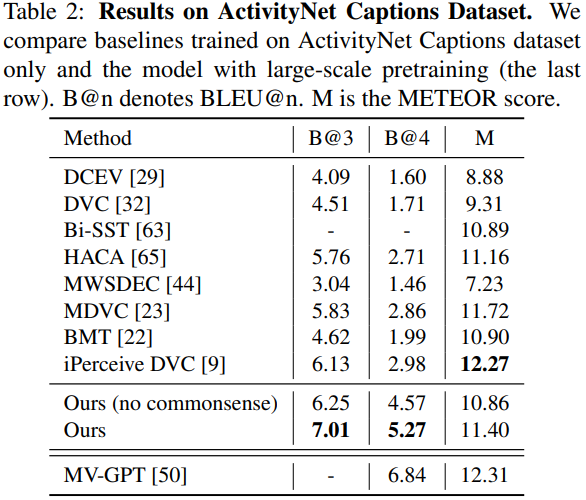 Table 2: Results on ActivityNet Captions Dataset. We
compare baselines trained on ActivityNet Captions dataset
only and the model with large-scale pretraining (the last
row). B@n denotes BLEU@n. M is the METEOR score.
Method B@3 B@4 M
DCEV [29] 4.09 1.60 8.88
DVC [32] 4.51 1.71 9.31
Bi-SST [63] - - 10.89
HACA [65] 5.76 2.71 11.16
MWSDEC [44] 3.04 1.46 7.23
MDVC [23] 5.83 2.86 11.72
BMT [22] 4.62 1.99 10.90
iPerceive DVC [9] 6.13 2.98 12.27
Ours (no commonsense) 6.25 4.57 10.86
Ours 7.01 5.27 11.40
MV-GPT [50] - 6.84 12.31